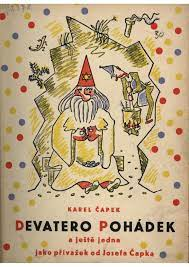 KAREL ČAPEK
DEVATERO POHÁDEK
a ještě jedna
jako přívažek od Josefa Čapka